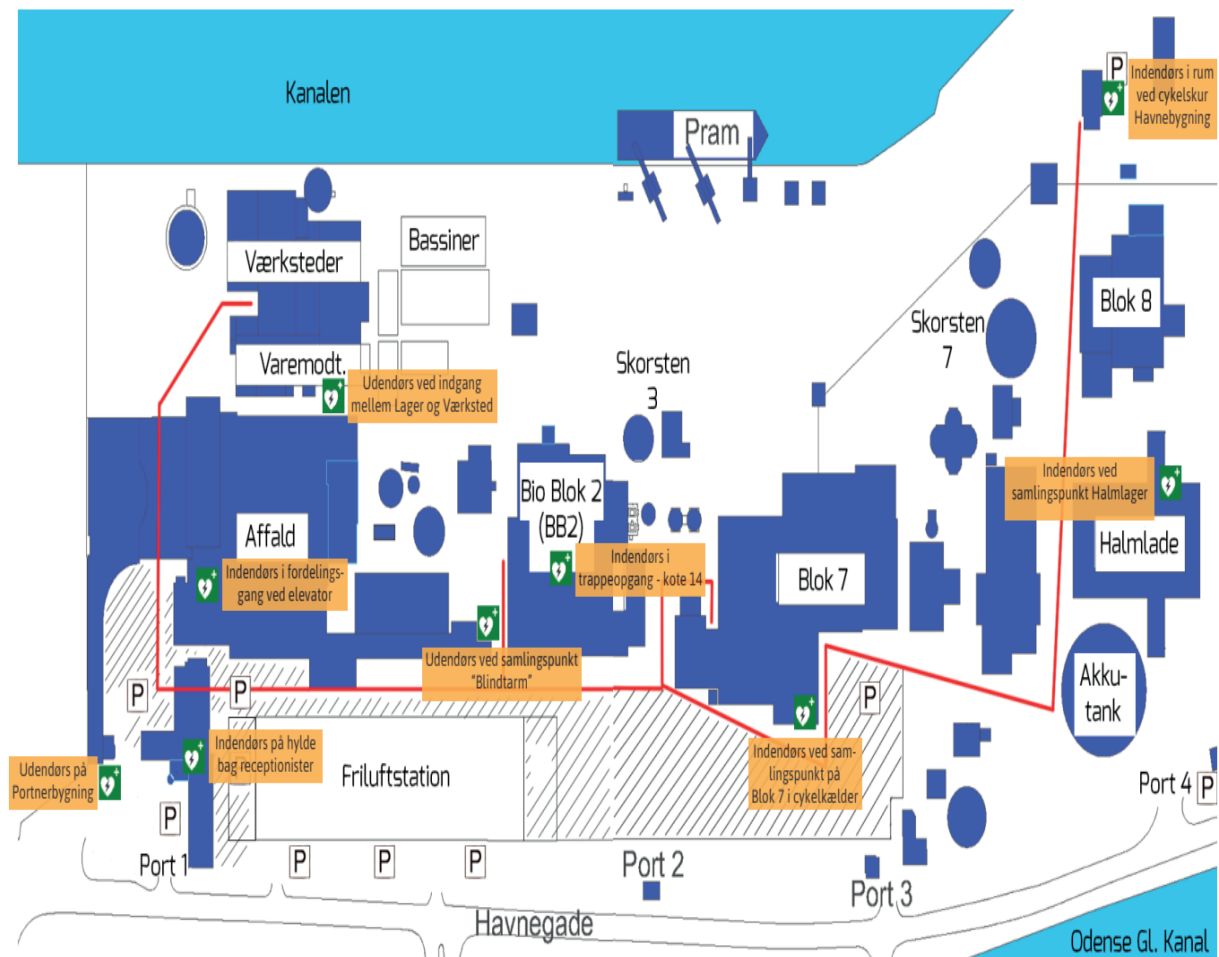 Kanalen
Pram
P
Indendørs i rum
ved cykelskur
Havnebygning
Værksteder
Bassiner
Varemodt.
Udendørs ved indgang
mellem Lager og Værksted
Skorsten
3
Skorsten
7
Blok 8
Affald
Bio Blok 2
(BB2)
Indendørs i
trappeopgang - kote 14
Blok 7
Indendørs ved
samlingspunkt Halmlager
Halmlade
Indendørs i fordelings-
gang ved elevator
Udendørs ved samlingspunkt
"Blindtarm"
P
P
P
Akku-
tank
Indendørs på hylde
bag receptionister
Udendørs på
Portnerbygning
Friluftstation
Indendørs ved sam-
lingspunkt på
Blok 7 i cykelkælder
Port 4
P
P
Port 1
P
P
P
Port 2
Port 3
Havnegade
Odense Gl. Kanal